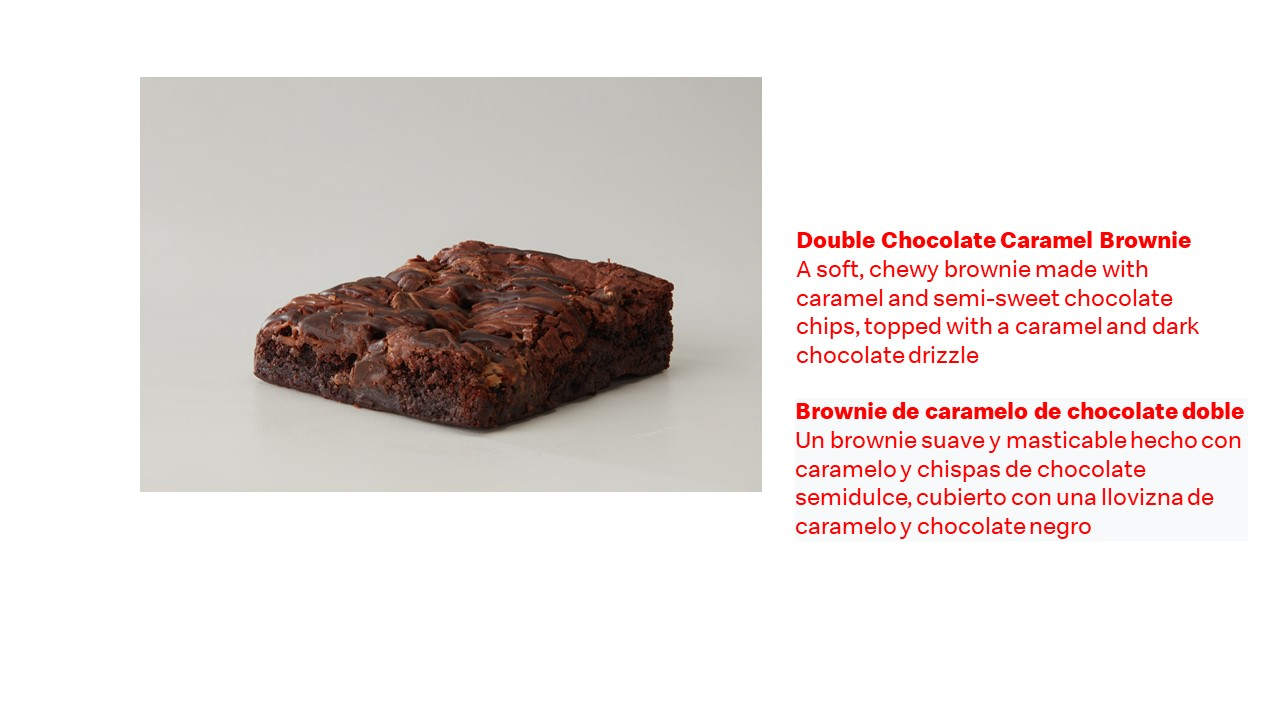 Double Chocolate Caramel Brownie
A soft, chewy brownie made with
caramel and semi-sweet chocolate
chips, topped with a caramel and dark
chocolate drizzle
Brownie de caramelo de chocolate doble
Un brownie suave y masticable hecho con
caramelo y chispas de chocolate
semidulce, cubierto con una llovizna de
caramelo y chocolate negro